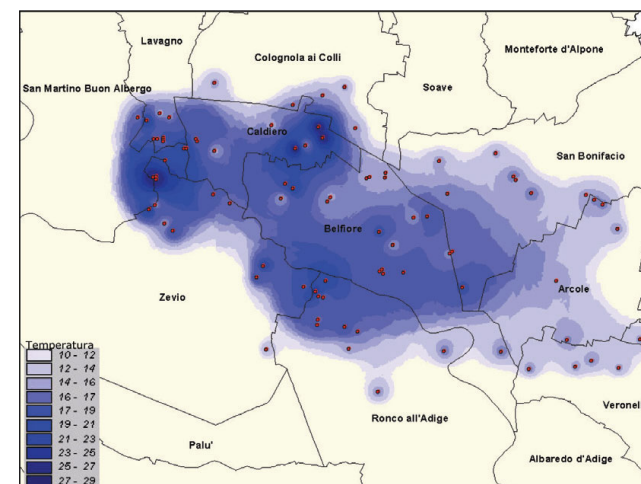 Lavagno
Colognola ai Colli
Monteforte d'Alpone
San Martino Buon Albergo
Soave
Caldiero
San Bonifacio
Belfiore
Arcole
Zevio
Temperatura
10 - 12
12 - 14
14 - 16
16 - 17
17 - 19
19 - 21
21 - 23
23 - 25
25 - 27
27 - 29
Veronell
Ronco all'Adige
Palu'
Albaredo d'Adige